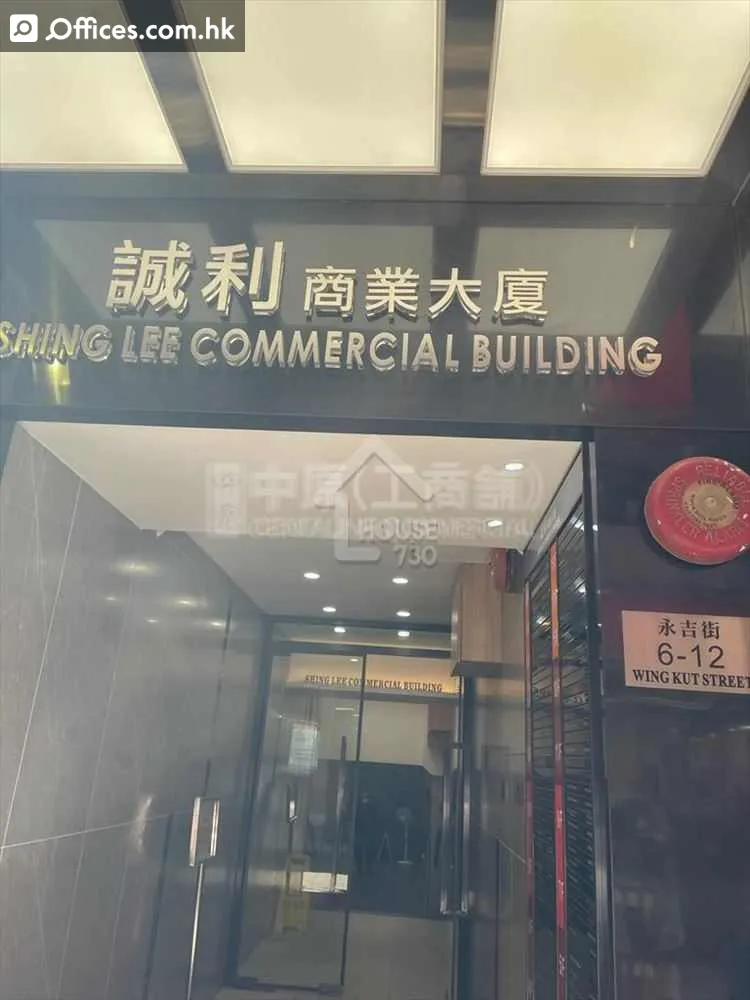 Offices.com.hk
誠利商業大廈
SHING LEE COMMERCIAL BUILDING
中原(工商舖)
HOUSE
730
永吉街
6-12
WING KUT STREET
SHING LEE COMMERCIAL BUILDING